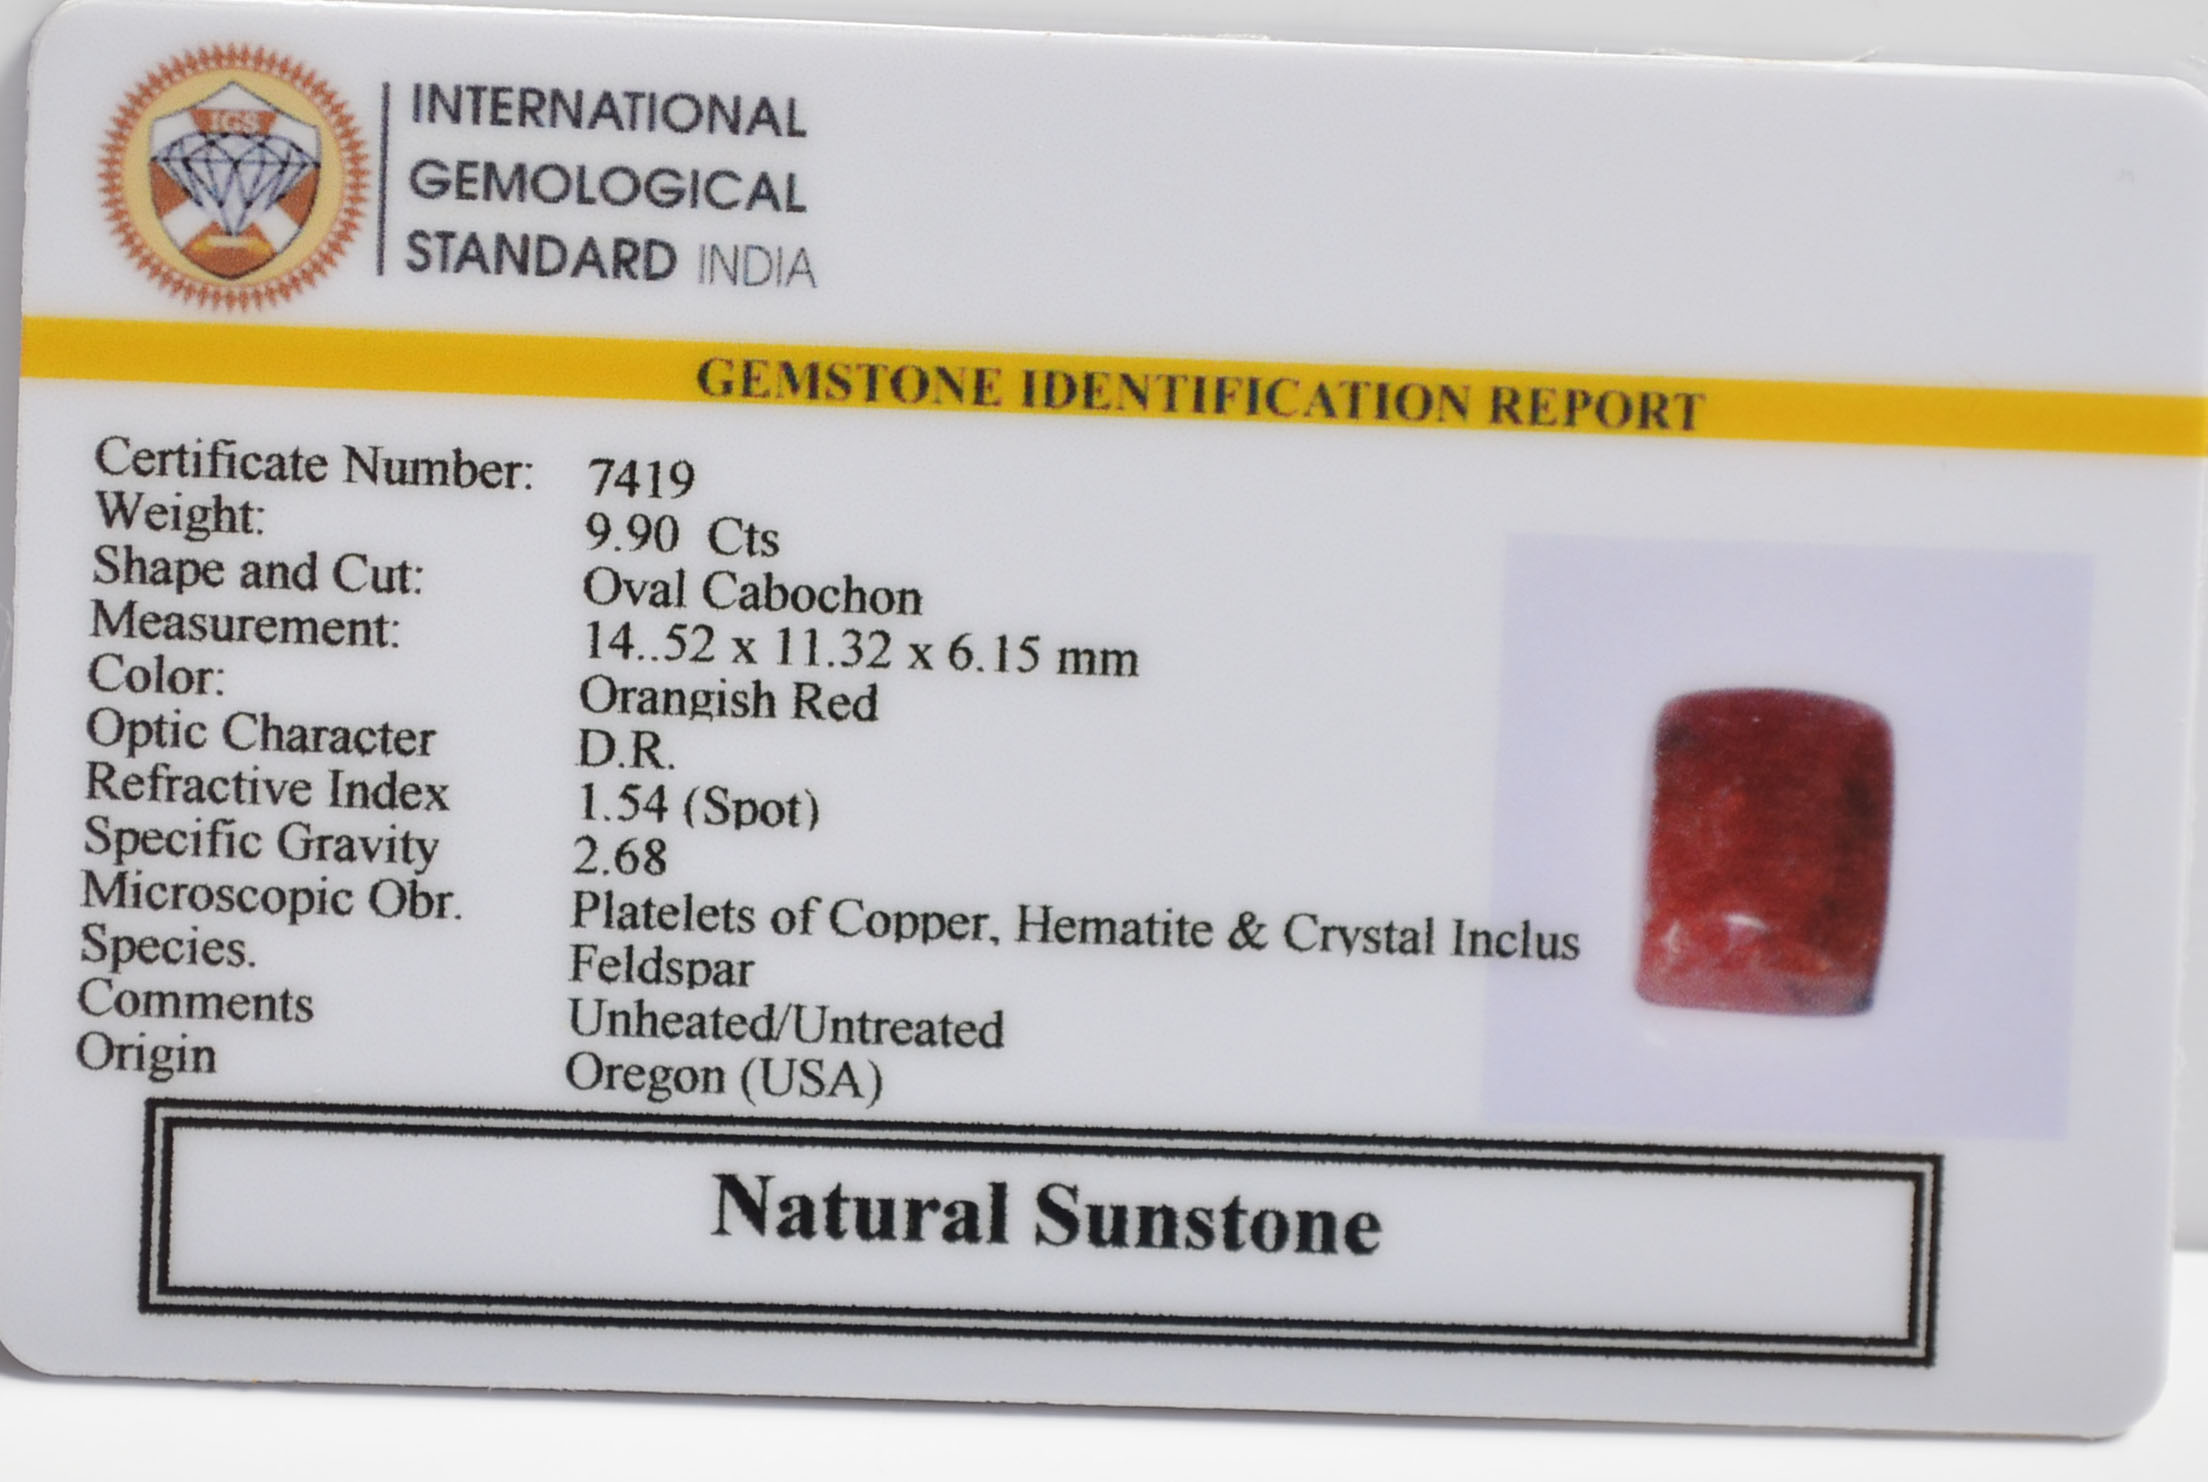 IGS
INTERNATIONAL
GEMOLOGICAL
STANDARD INDIA
GEMSTONE IDENTIFICATION REPORT
Certificate Number: 7419
Weight: 9.90 Cts
Shape and Cut: Oval Cabochon
Measurement: 14..52 x 11.32 x 6.15 mm
Color: Orangish Red
Optic Character D.R.
Refractive Index 1.54 (Spot)
Specific Gravity 2.68
Microscopic Obr. Platelets of Copper, Hematite & Crystal Inclus
Species. Feldspar
Comments Unheated/Untreated
Origin Oregon (USA)
Natural Sunstone